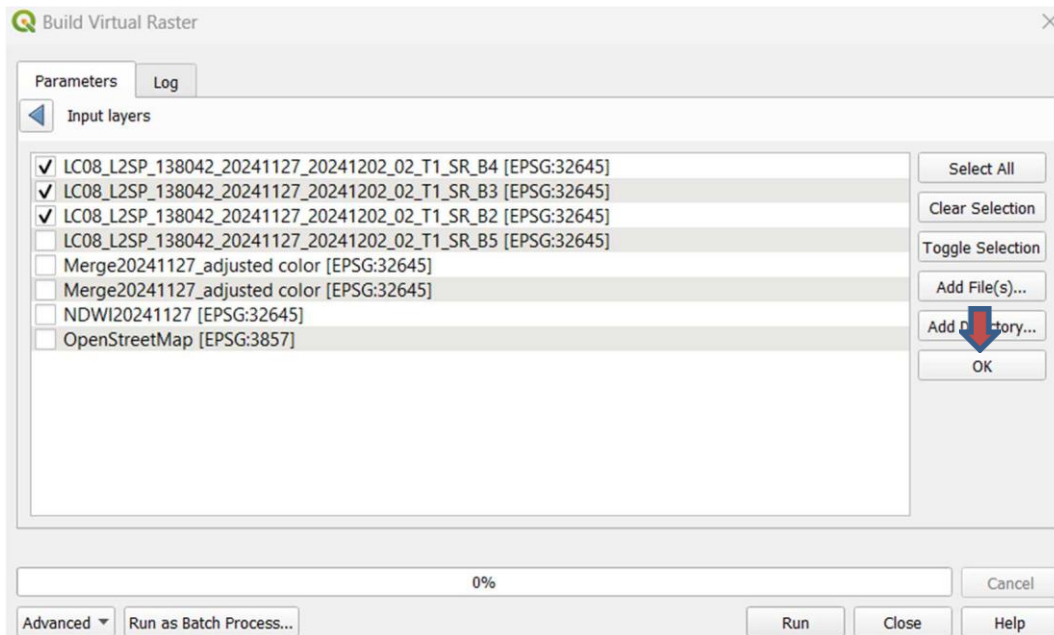 Build Virtual Raster
Parameters
Log
Input layers
LC08_L2SP_138042_20241127_20241202_02_T1_SR_B4 [EPSG:32645]
LC08_L2SP_138042_20241127_20241202_02_T1_SR_B3 [EPSG:32645]
LC08_L2SP_138042_20241127_20241202_02_T1_SR_B2 [EPSG:32645]
LC08_L2SP_138042_20241127_20241202_02_T1_SR_B5 [EPSG:32645]
Merge20241127_adjusted color [EPSG:32645]
Merge20241127_adjusted color [EPSG:32645]
NDWI20241127 [EPSG:32645]
OpenStreetMap [EPSG:3857]
Select All
Clear Selection
Toggle Selection
Add File(s)...
Add
OK
0%
Cancel
Advanced
Run as Batch Process...
Run
Close
Help